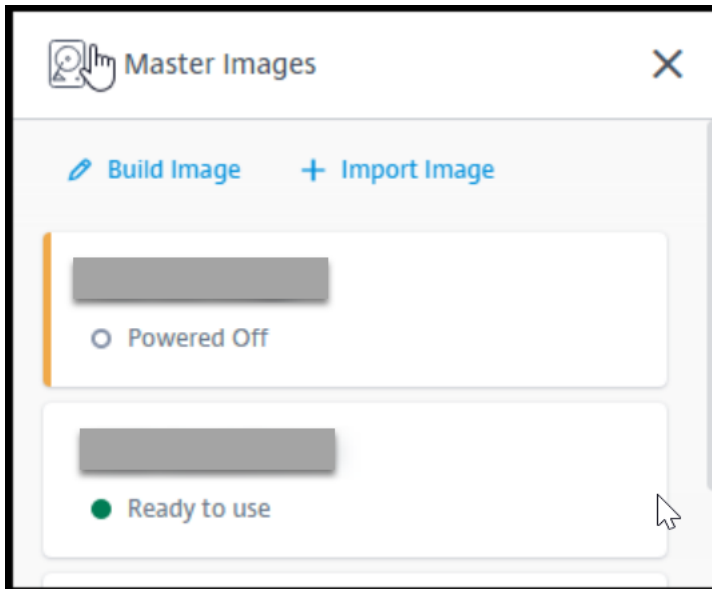 Master Images
Build Image
Import Image
Powered Off
Ready to use